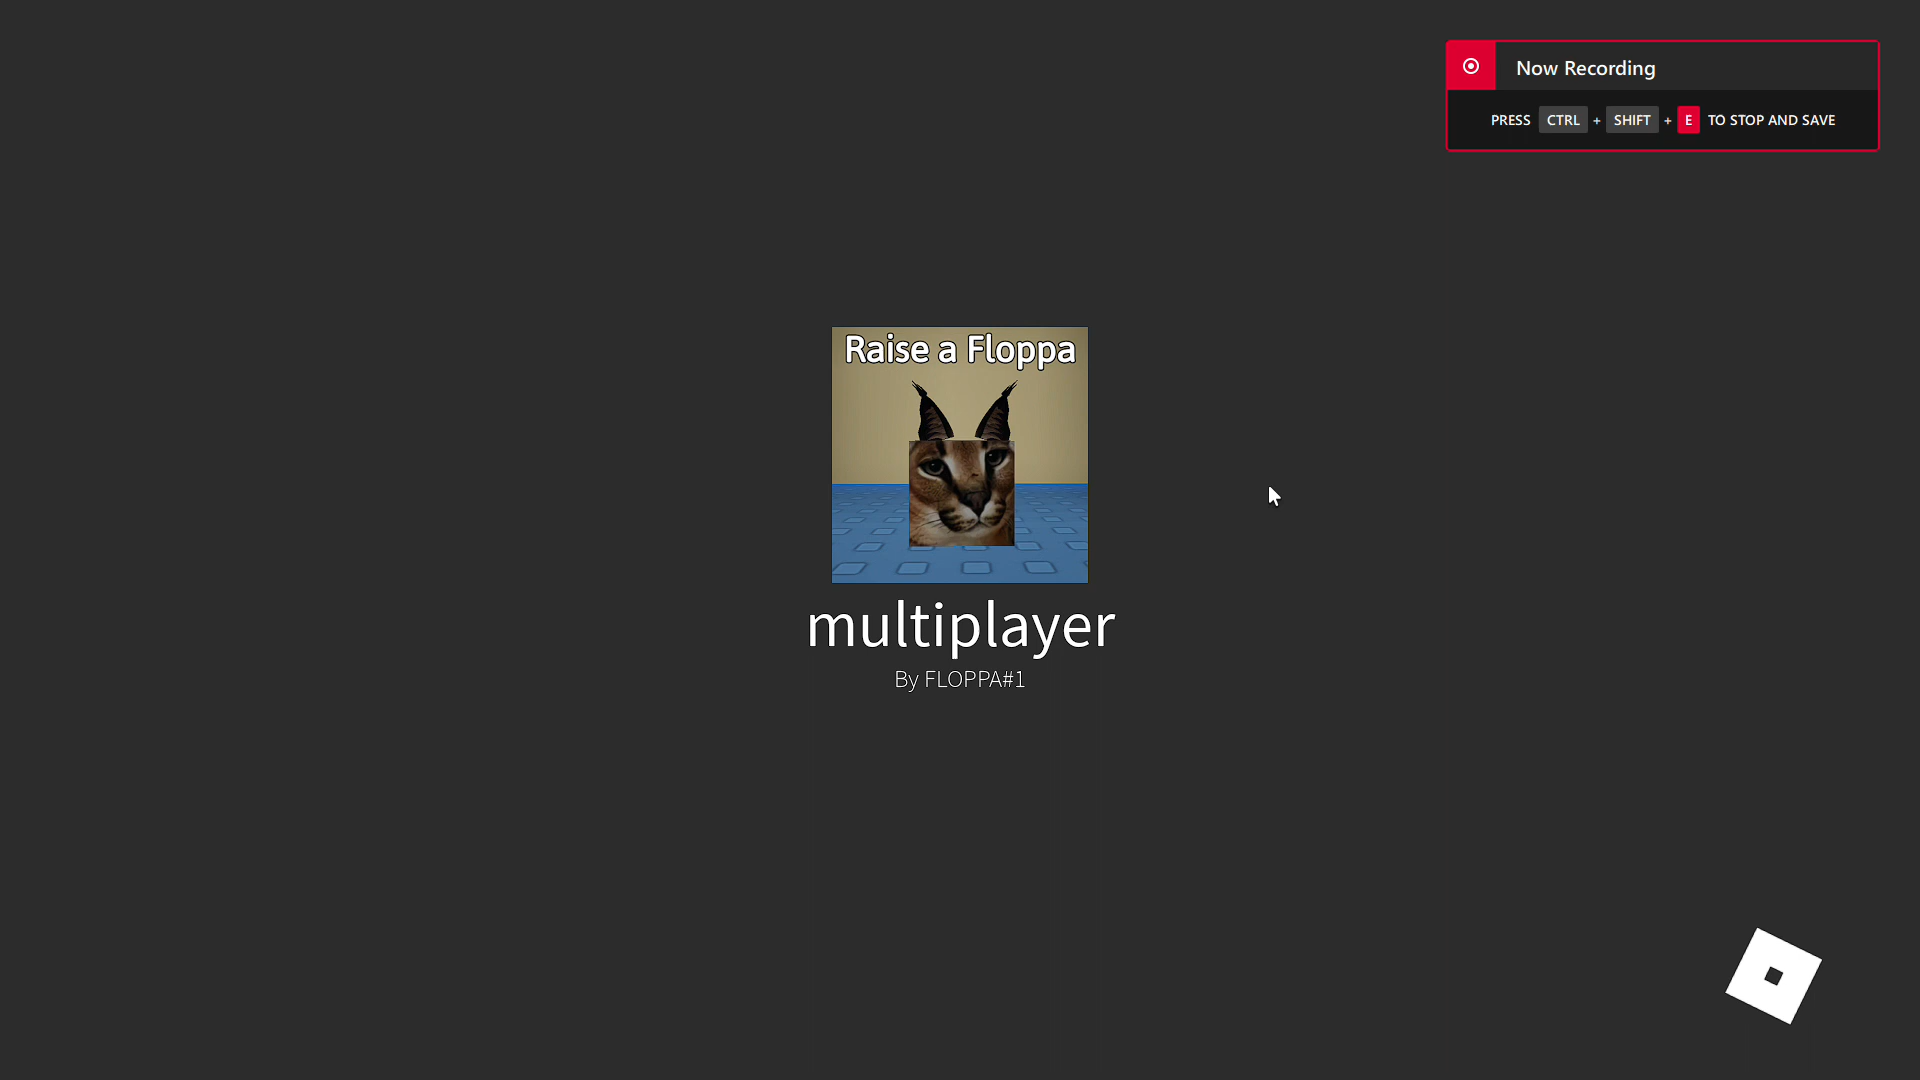 Now Recording
PRESS CTRL + SHIFT + E TO STOP AND SAVE
Raise a Floppa
multiplayer
By FLOPPA#1